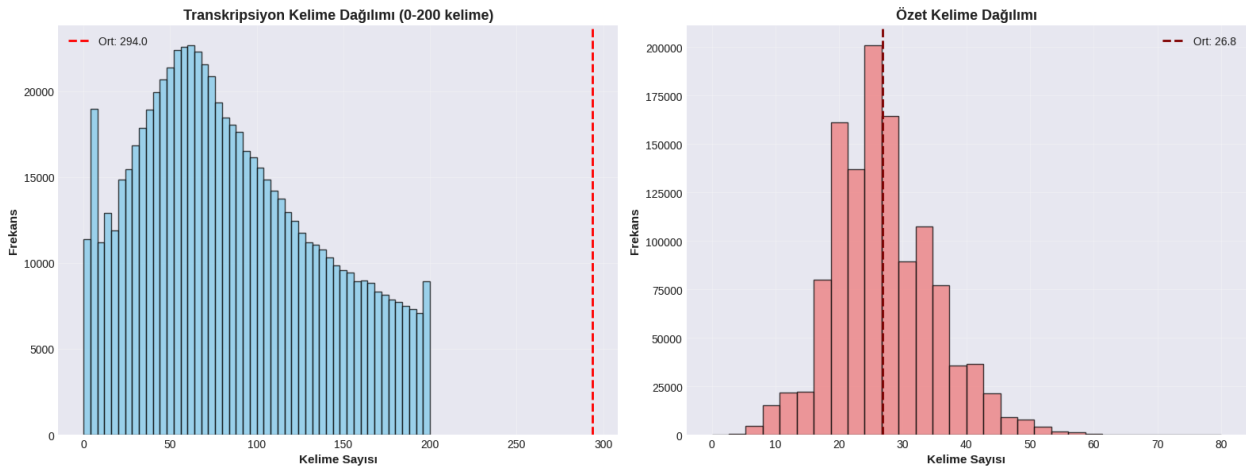 Transkripsiyon Kelime Dağılımı (0-200 kelime)
Ort: 294.0
Frekans
20000
15000
10000
5000
0
0 50 100 150 200 250 300
Kelime Sayısı
Özet Kelime Dağılımı
Ort: 26.8
Frekans
200000
175000
150000
125000
100000
75000
50000
25000
0
0 10 20 30 40 50 60 70 80
Kelime Sayısı